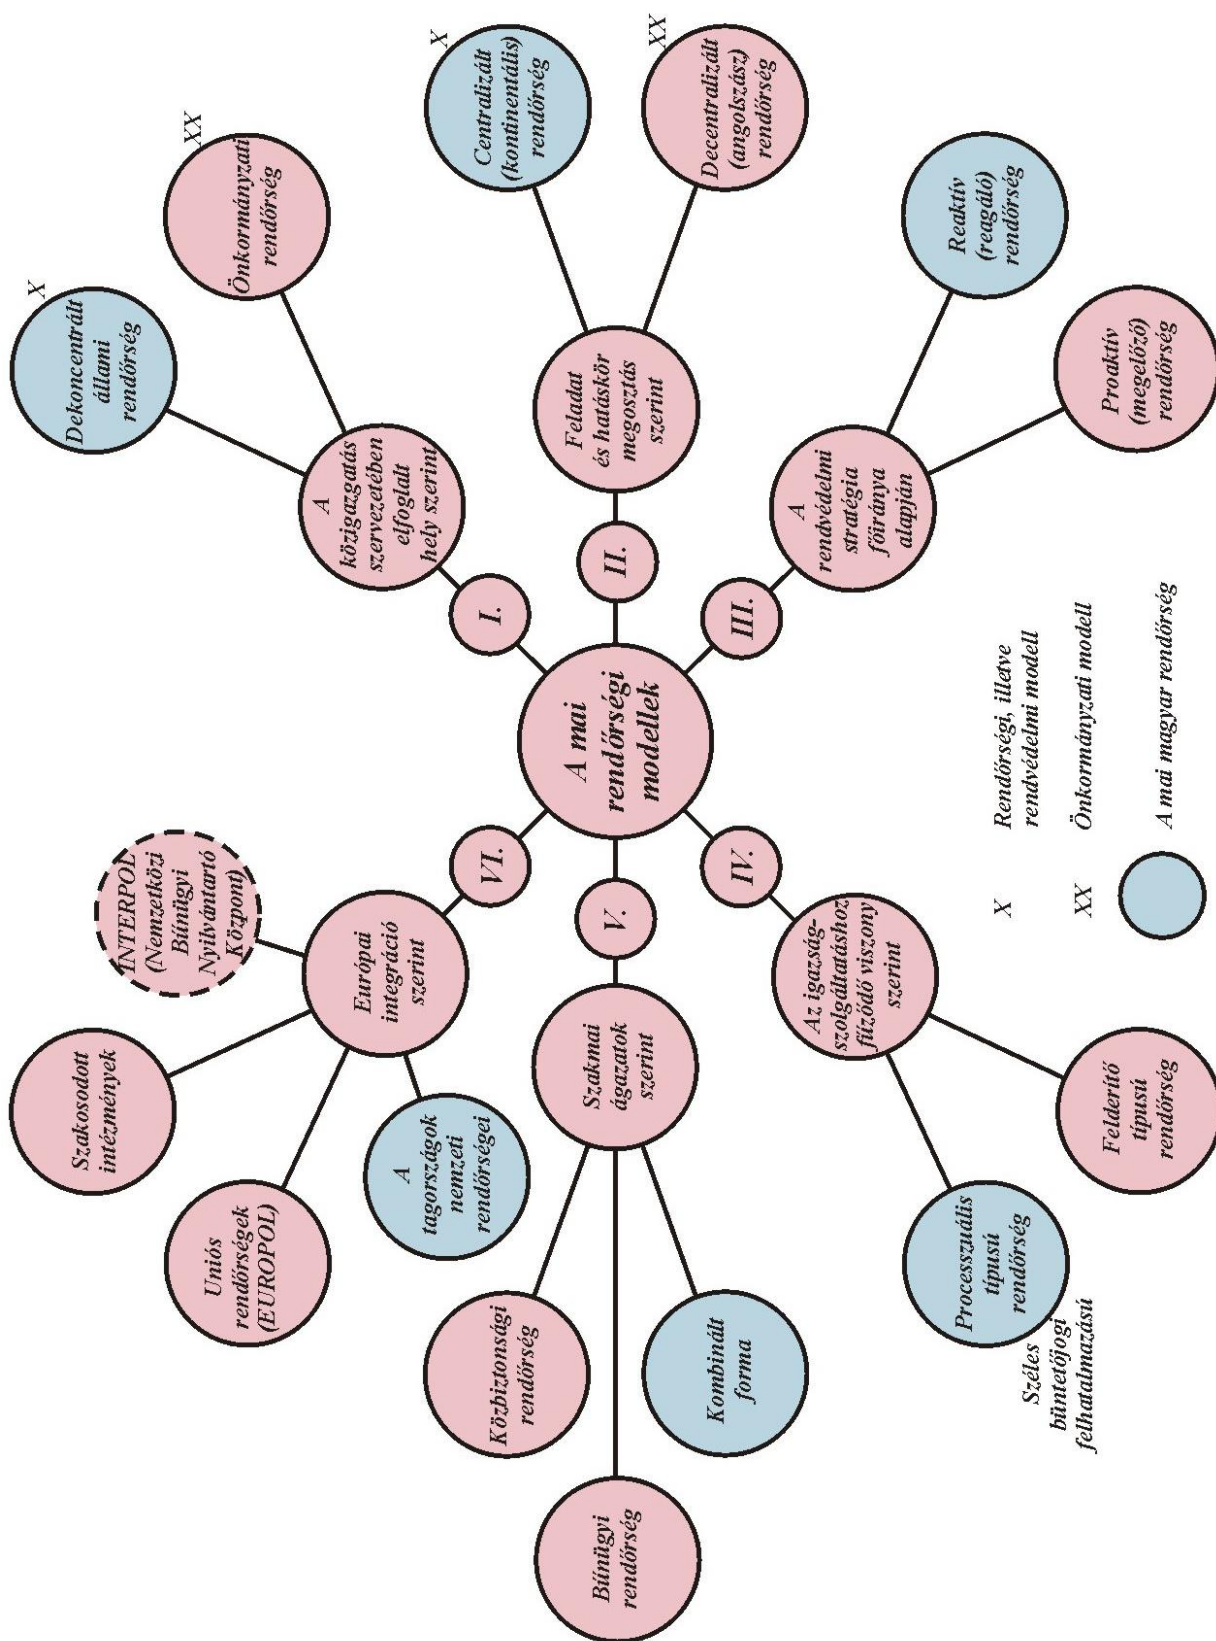 A mai
rendőrségi
modellek
I.
A
közigazgatás
szervezetében
elfoglalt
hely szerint
Dekoncentrált
állami
rendőrség
X
Önkormányzati
rendőrség
XX
II.
Feladat
és hatáskör
megosztás
szerint
Centralizált
(kontinentális)
rendőrség
X
Decentralizált
(angolszász)
rendőrség
XX
III.
A
rendvédelmi
stratégia
főiránya
alapján
Reaktív
(reagáló)
rendőrség
Proaktív
(megelőző)
rendőrség
IV.
Az igazság-
szolgáltatáshoz
fűződő viszony
szerint
Processzuális
típusú
rendőrség
Széles
büntetőjogi
felhatalmazású
Felderítő
típusú
rendőrség
V.
Szakmai
ágazatok
szerint
Közbiztonsági
rendőrség
Bűnügyi
rendőrség
Kombinált
forma
VI.
Európai
integráció
szerint
INTERPOL
(Nemzetközi
Bűnügyi
Nyilvántartó
Központ)
Szakosodott
intézmények
Uniós
rendőrségek
(EUROPOL)
A
tagországok
nemzeti
rendőrségei
X Rendőrségi, illetve
rendvédelmi modell
XX Önkormányzati modell
A mai magyar rendőrség